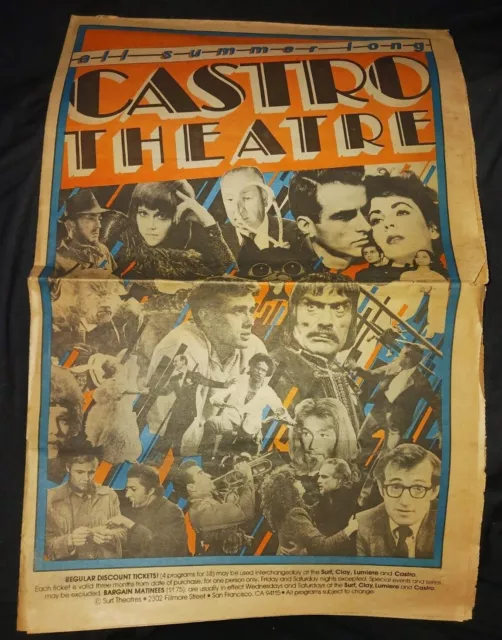 all summer long
CASTRO
THEATRE
REGULAR DISCOUNT TICKETS! (4 programs for $8) may be used interchangeably at the Surf, Clay, Lumiere and Castro.
Each ticket is valid three months from date of purchase, for one person only. Friday and Saturday nights excepted. Special events and series
may be excluded. BARGAIN MATINEES ($1.75) are usually in effect Wednesdays and Saturdays at the Surf, Clay, Lumiere and Castro.
© Surf Theatres • 2302 Fillmore Street • San Francisco, CA 94115 • All programs subject to change